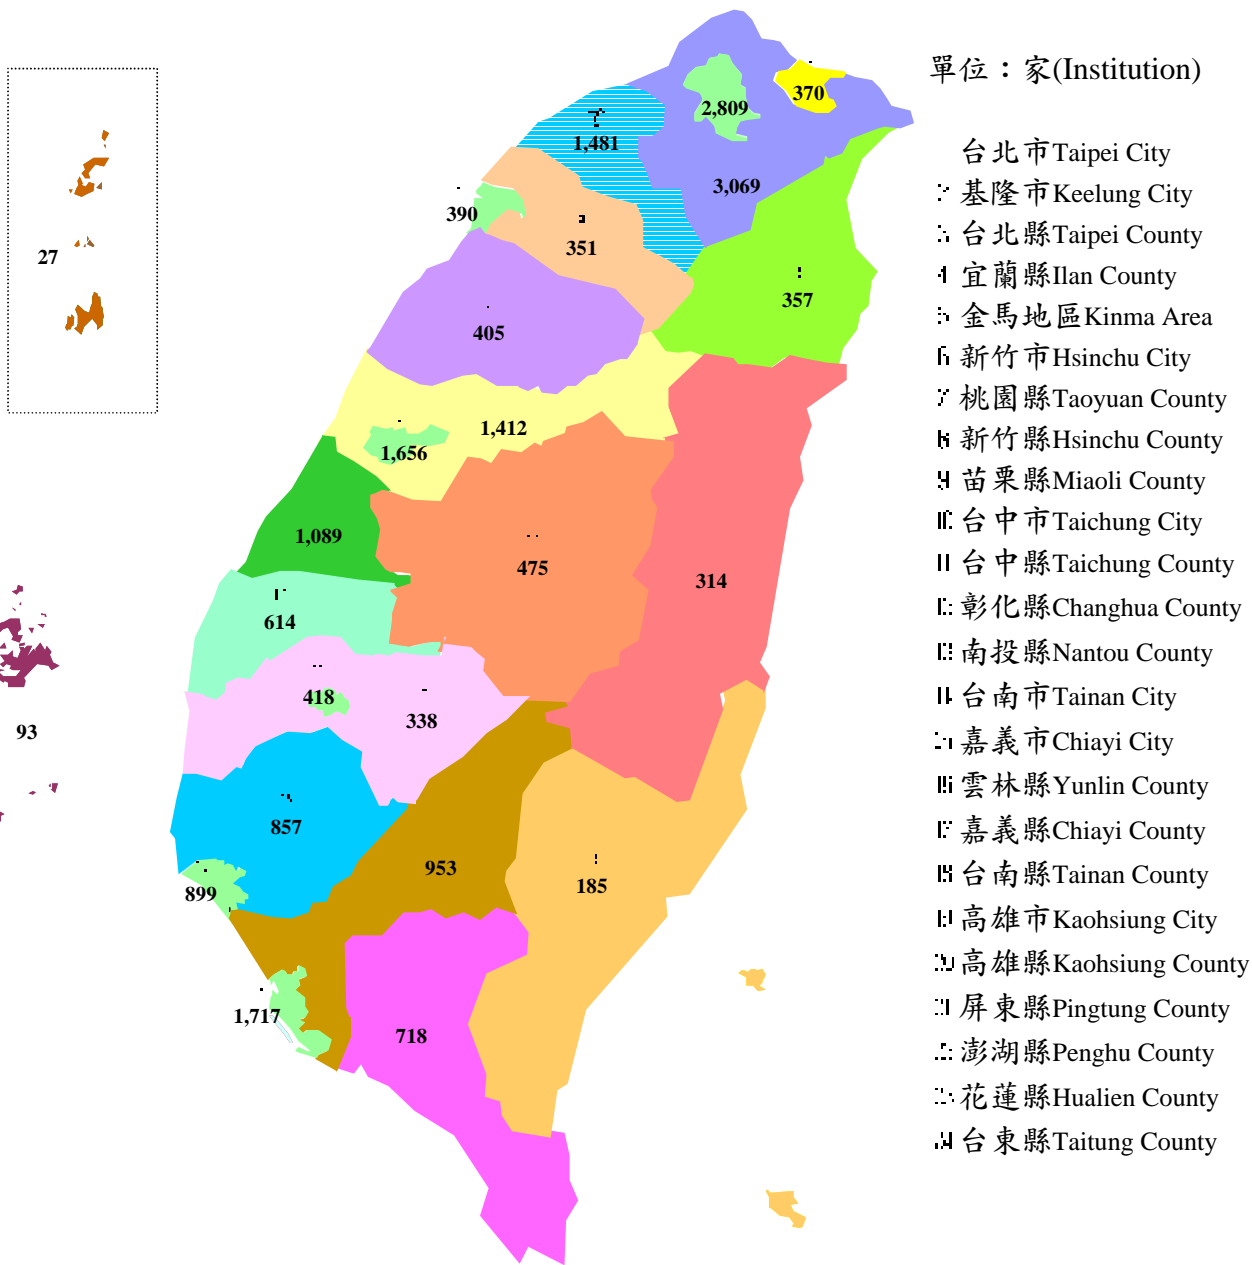 單位：家(Institution)
台北市Taipei City
基隆市Keelung City
台北縣Taipei County
宜蘭縣Ilan County
金馬地區Kinma Area
新竹市Hsinchu City
桃園縣Taoyuan County
新竹縣Hsinchu County
苗栗縣Miaoli County
台中市Taichung City
台中縣Taichung County
彰化縣Changhua County
南投縣Nantou County
台南市Tainan City
嘉義市Chiayi City
雲林縣Yunlin County
嘉義縣Chiayi County
台南縣Tainan County
高雄市Kaohsiung City
高雄縣Kaohsiung County
屏東縣Pingtung County
澎湖縣Penghu County
花蓮縣Hualien County
台東縣Taitung County
370
2,809
1,481
3,069
390
351
27
357
405
1,412
1,656
1,089
475
314
614
418
338
93
857
953
185
899
1,717
718